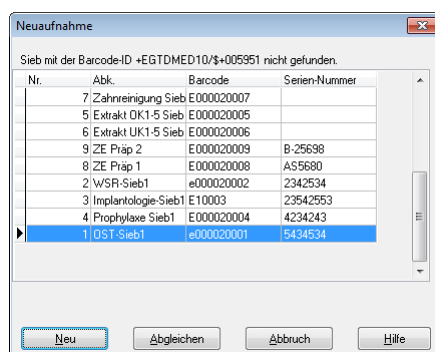 Neuaufnahme
Sieb mit der Barcode-ID +EGTDMED10/$+005951 nicht gefunden.
Nr. Abk. Barcode Serien-Nummer
7 Zahnreinigung Sieb E000020007
5 Extrakt OK1-5 Sieb E000020005
6 Extrakt UK1-5 Sieb E000020006
9 ZE Präp 2 E000020009 B-25698
8 ZE Präp 1 E000020008 AS5680
2 WSR-Sieb1 e000020002 2342534
3 Implantologie-Sieb1 E10003 23542553
4 Prophylaxe Sieb1 E000020004 4234243
1 OST-Sieb1 e000020001 5434534
Neu Abgleichen Abbruch Hilfe